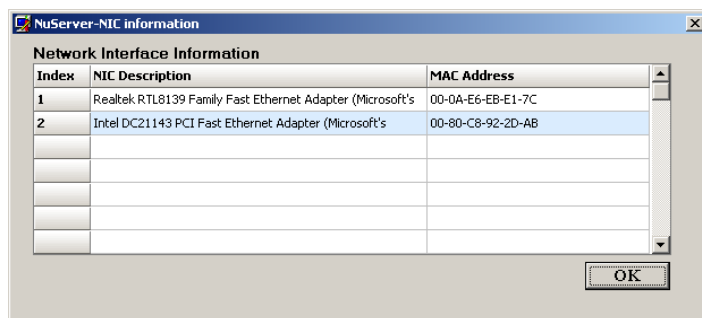 NuServer-NIC information
Network Interface Information
Index NIC Description MAC Address
1 Realtek RTL8139 Family Fast Ethernet Adapter (Microsoft's 00-0A-E6-EB-E1-7C
2 Intel DC21143 PCI Fast Ethernet Adapter (Microsoft's 00-80-C8-92-2D-AB
OK